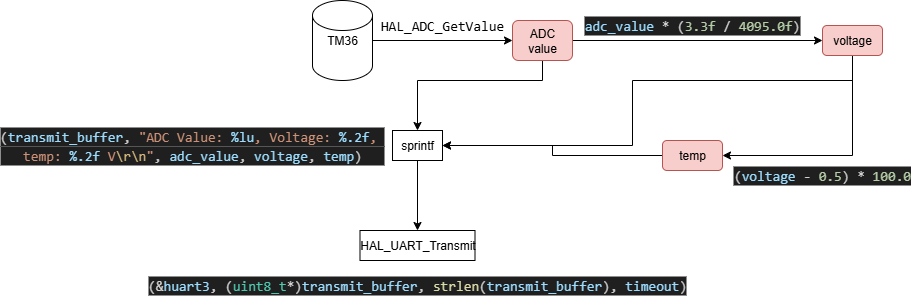 TM36
HAL_ADC_GetValue
ADC
value
adc_value * (3.3f / 4095.0f)
voltage
(transmit_buffer, "ADC Value: %lu, Voltage: %.2f,
temp: %.2f V\r\n", adc_value, voltage, temp)
sprintf
temp
(voltage - 0.5) * 100.0
HAL_UART_Transmit
(&huart3, (uint8_t*)transmit_buffer, strlen(transmit_buffer), timeout)